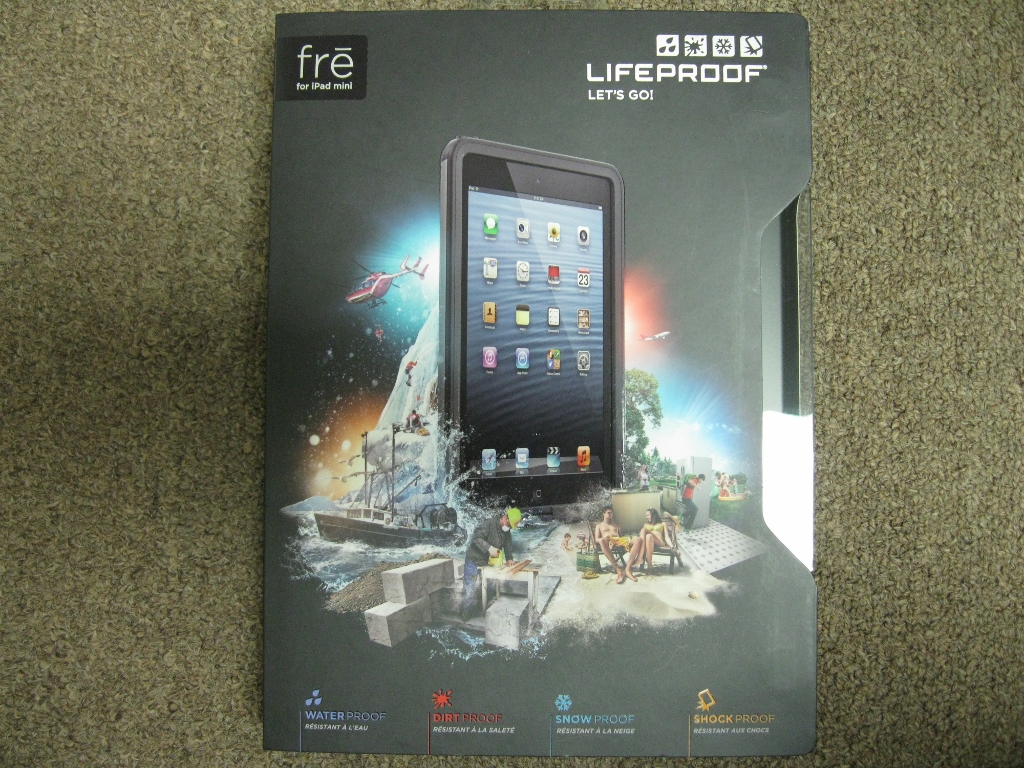 frē
for iPad mini
LIFEPROOF®
LET'S GO!
23
WATERPROOF
RÉSISTANT À L'EAU
DIRTPROOF
RÉSISTANT À LA SALETÉ
SNOWPROOF
RÉSISTANT À LA NEIGE
SHOCKPROOF
RÉSISTANT AUX CHOCS